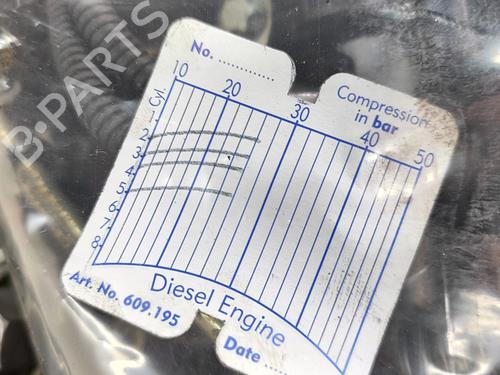 B-PARTS
No. ..............
Compression
in bar
10
20
30
40
50
Cyl.
1
2
3
4
5
6
7
8
Diesel Engine
Art. No. 609.195
Date .....